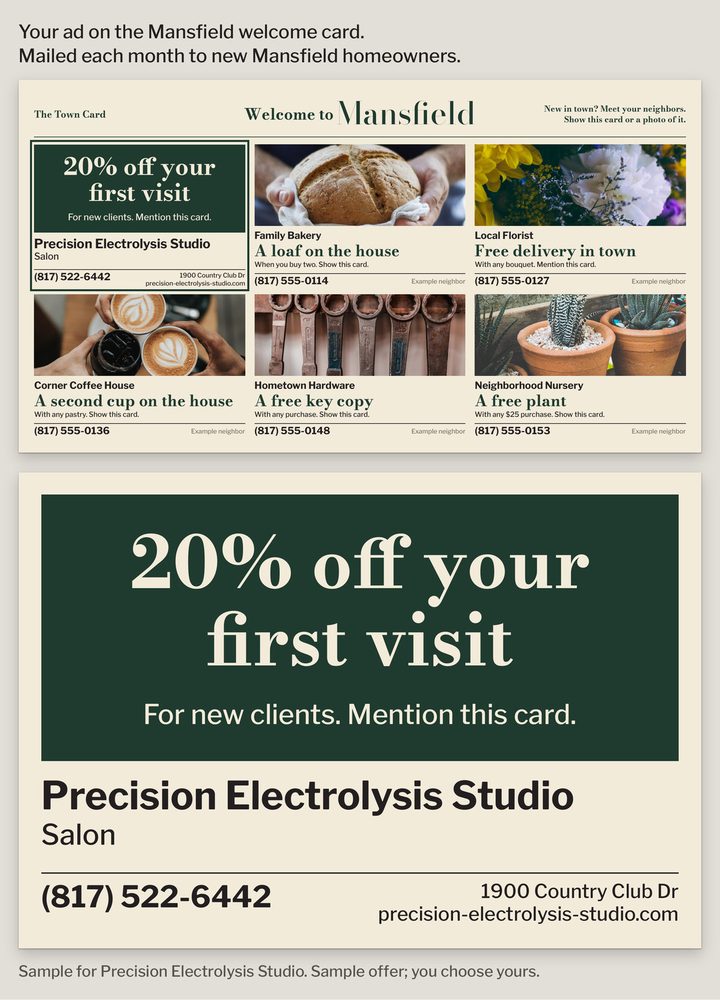 Your ad on the Mansfield welcome card.
Mailed each month to new Mansfield homeowners.
The Town Card
Welcome to Mansfield
New in town? Meet your neighbors.
Show this card or a photo of it.
20% off your
first visit
For new clients. Mention this card.
Precision Electrolysis Studio
Salon
(817) 522-6442
1900 Country Club Dr
precision-electrolysis-studio.com
Family Bakery
A loaf on the house
When you buy two. Show this card.
(817) 555-0114
Example neighbor
Local Florist
Free delivery in town
With any bouquet. Mention this card.
(817) 555-0127
Example neighbor
Corner Coffee House
A second cup on the house
With any pastry. Show this card.
(817) 555-0136
Example neighbor
Hometown Hardware
A free key copy
With any purchase. Show this card.
(817) 555-0148
Example neighbor
Neighborhood Nursery
A free plant
With any $25 purchase. Show this card.
(817) 555-0153
Example neighbor
20% off your
first visit
For new clients. Mention this card.
Precision Electrolysis Studio
Salon
(817) 522-6442
1900 Country Club Dr
precision-electrolysis-studio.com
Sample for Precision Electrolysis Studio. Sample offer; you choose yours.